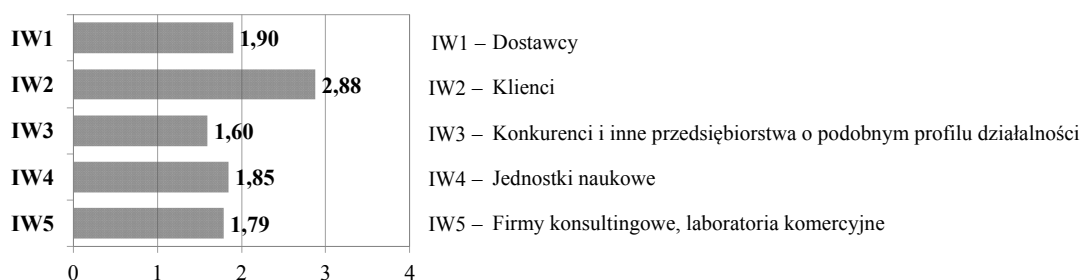 IW1 1,90 IW1 – Dostawcy
IW2 2,88 IW2 – Klienci
IW3 1,60 IW3 – Konkurenci i inne przedsiębiorstwa o podobnym profilu działalności
IW4 1,85 IW4 – Jednostki naukowe
IW5 1,79 IW5 – Firmy konsultingowe, laboratoria komercyjne
0 1 2 3 4